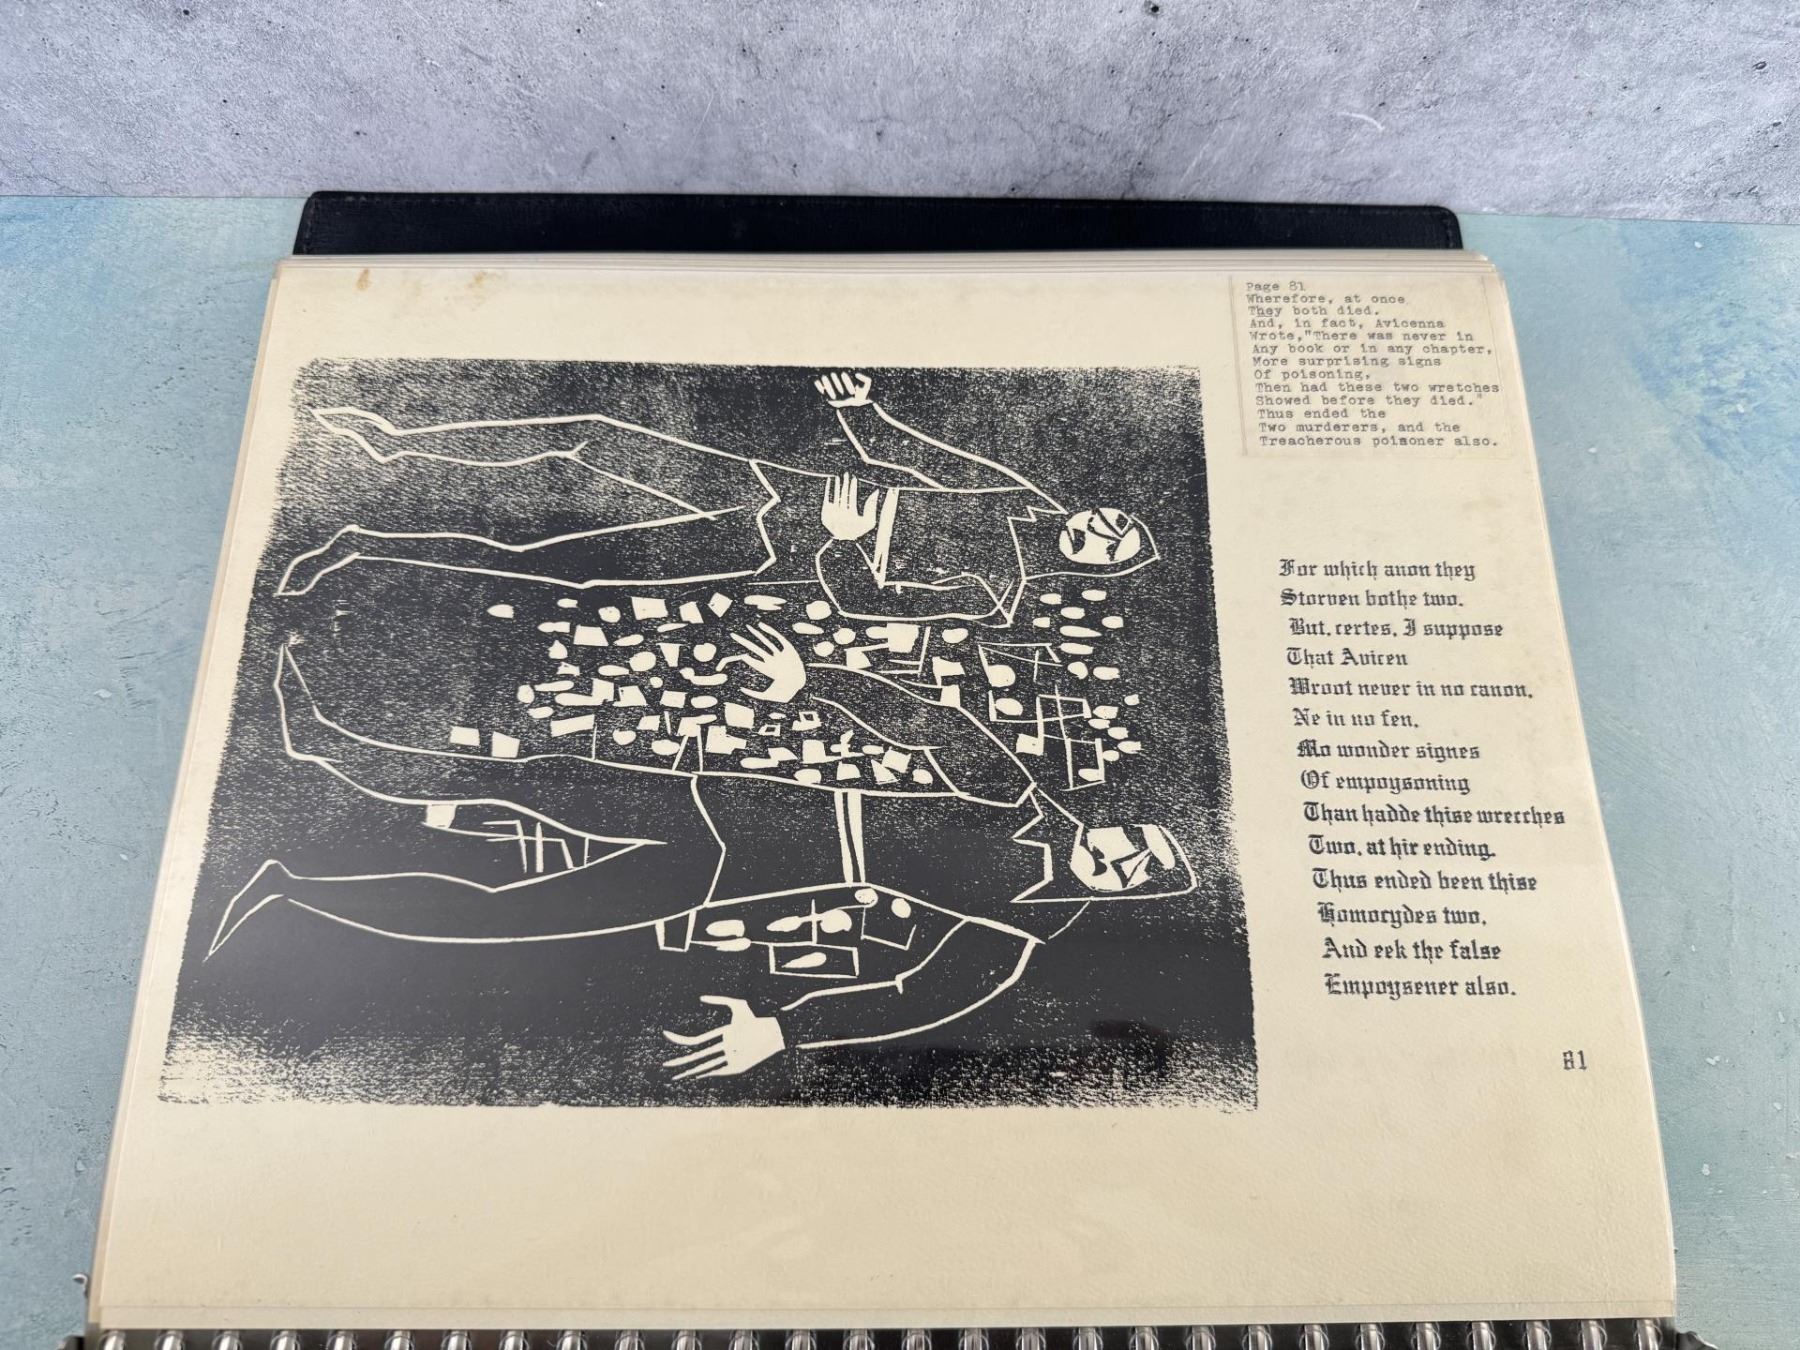 Page 81
Wherefore, at once
They both died.
And, in fact, Avicenna
Wrote,"There was never in
Any book or in any chapter,
More surprising signs
Of poisoning,
Then had these two wretches
Showed before they died."
Thus ended the
Two murderers, and the
Treacherous poisoner also.
For which anon they
Storven bothe two.
But, certes, I suppose
That Avicen
Wroot never in no canon,
Ne in no fen,
Mo wonder signes
Of empoysoning
Than hadde thise wrecches
Two, at hir ending.
Thus ended been thise
Homocydes two,
And eek the false
Empoysener also.
81